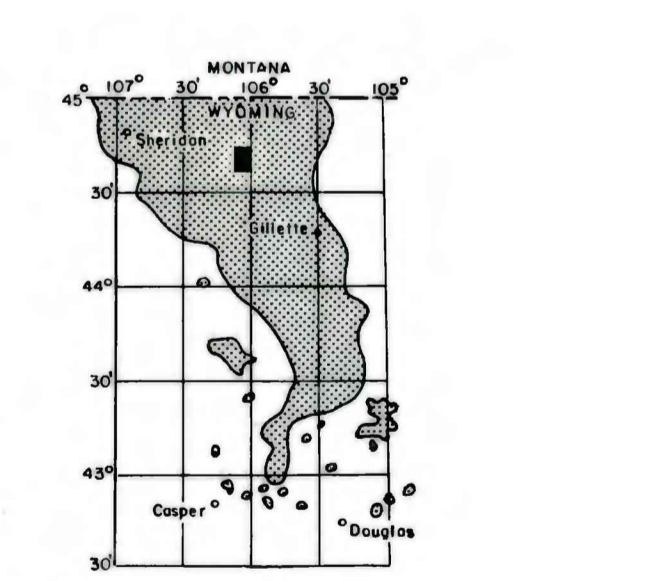 MONTANA
107° 30' 106° 30' 105°
45°
WYOMING
Sheridan
30'
Gillette
44°
30'
43°
Casper
Douglas
30'